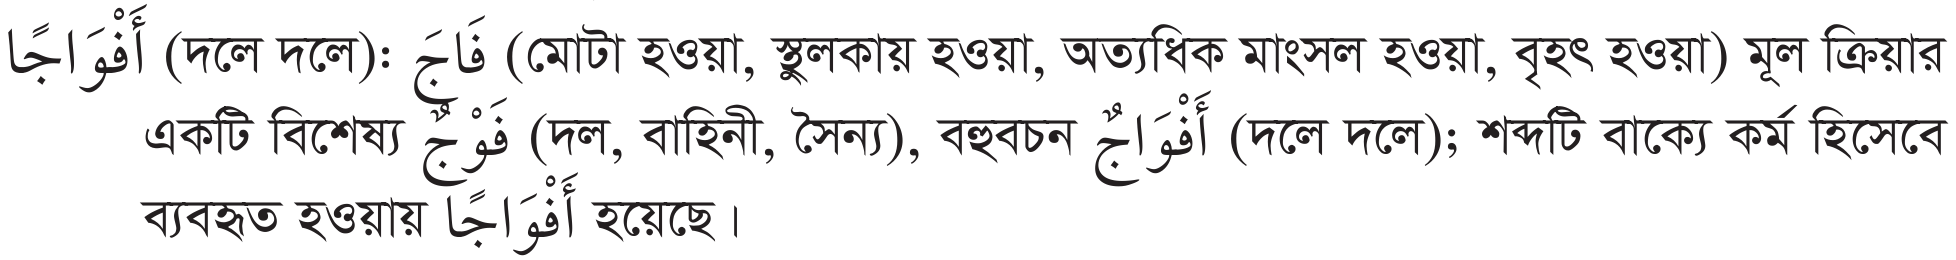 أَفْوَاجًا (দলে দলে): فَاجَ (মোটা হওয়া, স্থুলকায় হওয়া, অত্যধিক মাংসল হওয়া, বৃহৎ হওয়া) মূল ক্রিয়ার
একটি বিশেষ্য فَوْجٌ (দল, বাহিনী, সৈন্য), বহুবচন أَفْوَاجٌ (দলে দলে); শব্দটি বাক্যে কর্ম হিসেবে
ব্যবহৃত হওয়ায় أَفْوَاجًا হয়েছে।